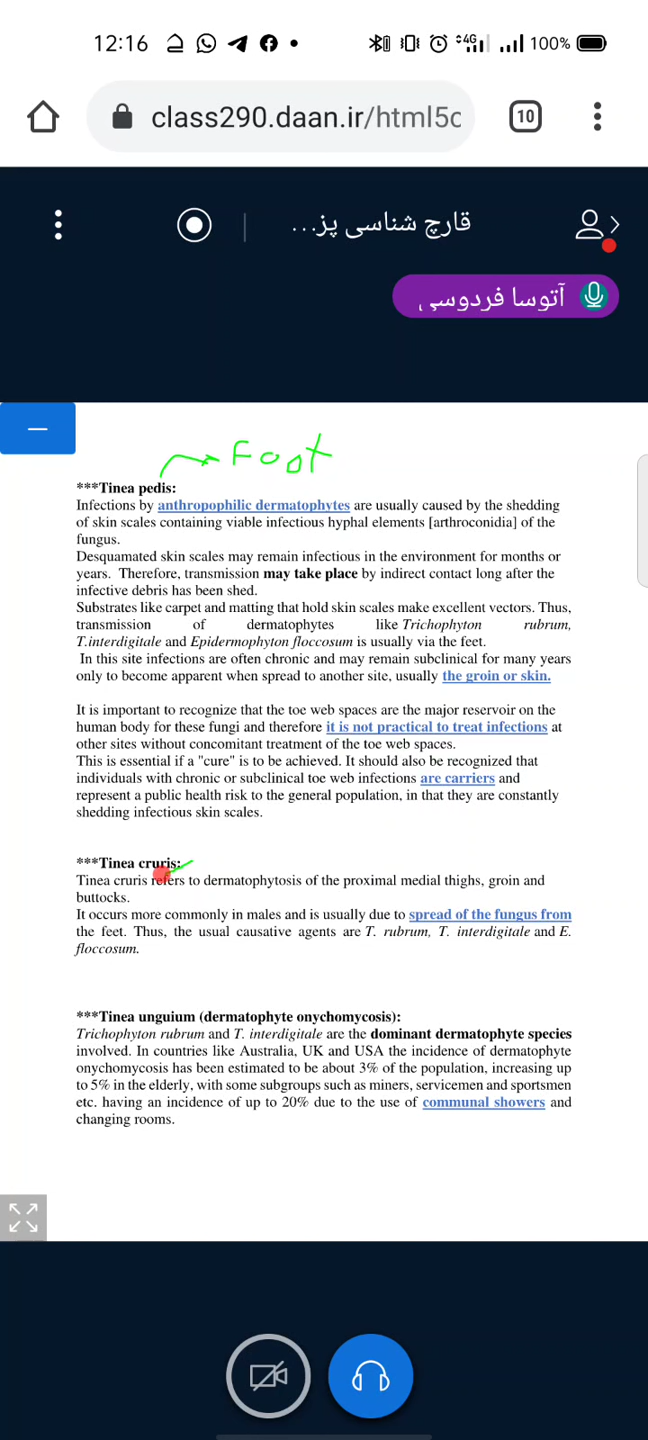 12:16
4G
100%
class290.daan.ir/html5c
10
قارچ شناسی پز...
آتوسا فردوسی
Foot
***Tinea pedis:
Infections by anthropophilic dermatophytes are usually caused by the shedding
of skin scales containing viable infectious hyphal elements [arthroconidia] of the
fungus.
Desquamated skin scales may remain infectious in the environment for months or
years. Therefore, transmission may take place by indirect contact long after the
infective debris has been shed.
Substrates like carpet and matting that hold skin scales make excellent vectors. Thus,
transmission of dermatophytes like Trichophyton rubrum,
T.interdigitale and Epidermophyton floccosum is usually via the feet.
In this site infections are often chronic and may remain subclinical for many years
only to become apparent when spread to another site, usually the groin or skin.
It is important to recognize that the toe web spaces are the major reservoir on the
human body for these fungi and therefore it is not practical to treat infections at
other sites without concomitant treatment of the toe web spaces.
This is essential if a "cure" is to be achieved. It should also be recognized that
individuals with chronic or subclinical toe web infections are carriers and
represent a public health risk to the general population, in that they are constantly
shedding infectious skin scales.
***Tinea cruris:
Tinea cruris refers to dermatophytosis of the proximal medial thighs, groin and
buttocks.
It occurs more commonly in males and is usually due to spread of the fungus from
the feet. Thus, the usual causative agents are T. rubrum, T. interdigitale and E.
floccosum.
***Tinea unguium (dermatophyte onychomycosis):
Trichophyton rubrum and T. interdigitale are the dominant dermatophyte species
involved. In countries like Australia, UK and USA the incidence of dermatophyte
onychomycosis has been estimated to be about 3% of the population, increasing up
to 5% in the elderly, with some subgroups such as miners, servicemen and sportsmen
etc. having an incidence of up to 20% due to the use of communal showers and
changing rooms.